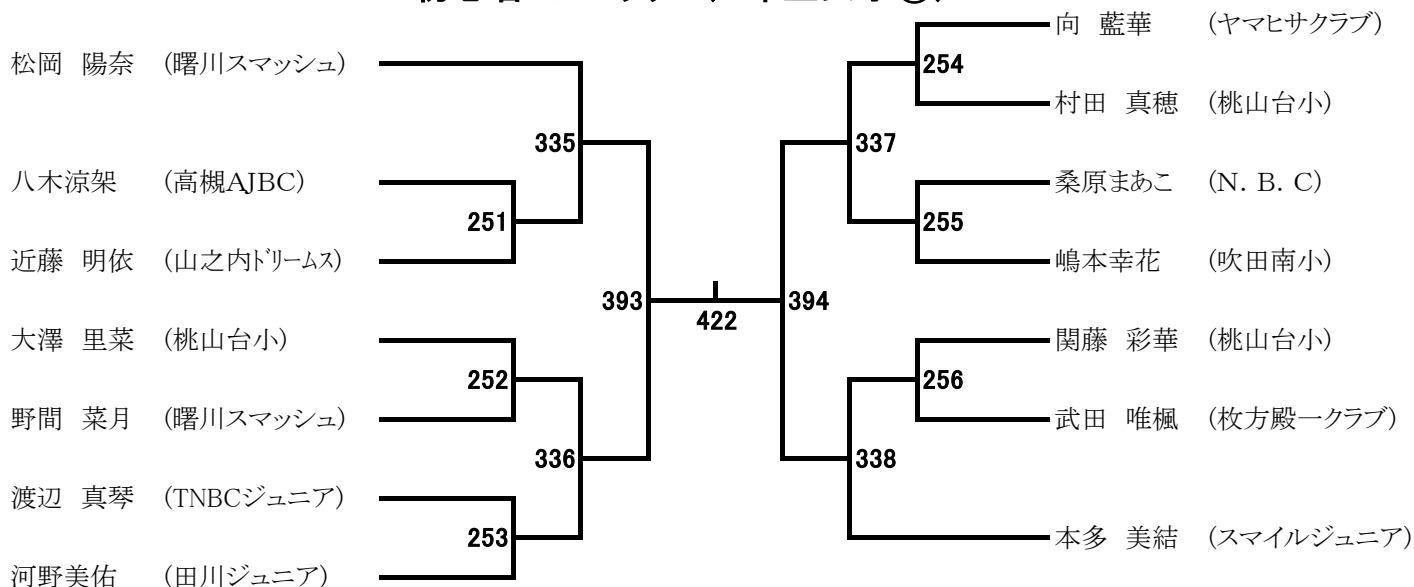 松岡 陽奈 (曙川スマッシュ)
八木涼架 (高槻AJBC)
近藤 明依 (山之内ドリームス)
大澤 里菜 (桃山台小)
野間 菜月 (曙川スマッシュ)
渡辺 真琴 (TNBCジュニア)
河野美佑 (田川ジュニア)
335
251
252
336
253
393
422
394
向 藍華 (ヤマヒサクラブ)
254
村田 真穂 (桃山台小)
337
桑原まあこ (N. B. C)
255
嶋本幸花 (吹田南小)
関藤 彩華 (桃山台小)
256
武田 唯楓 (枚方殿一クラブ)
338
本多 美結 (スマイルジュニア)